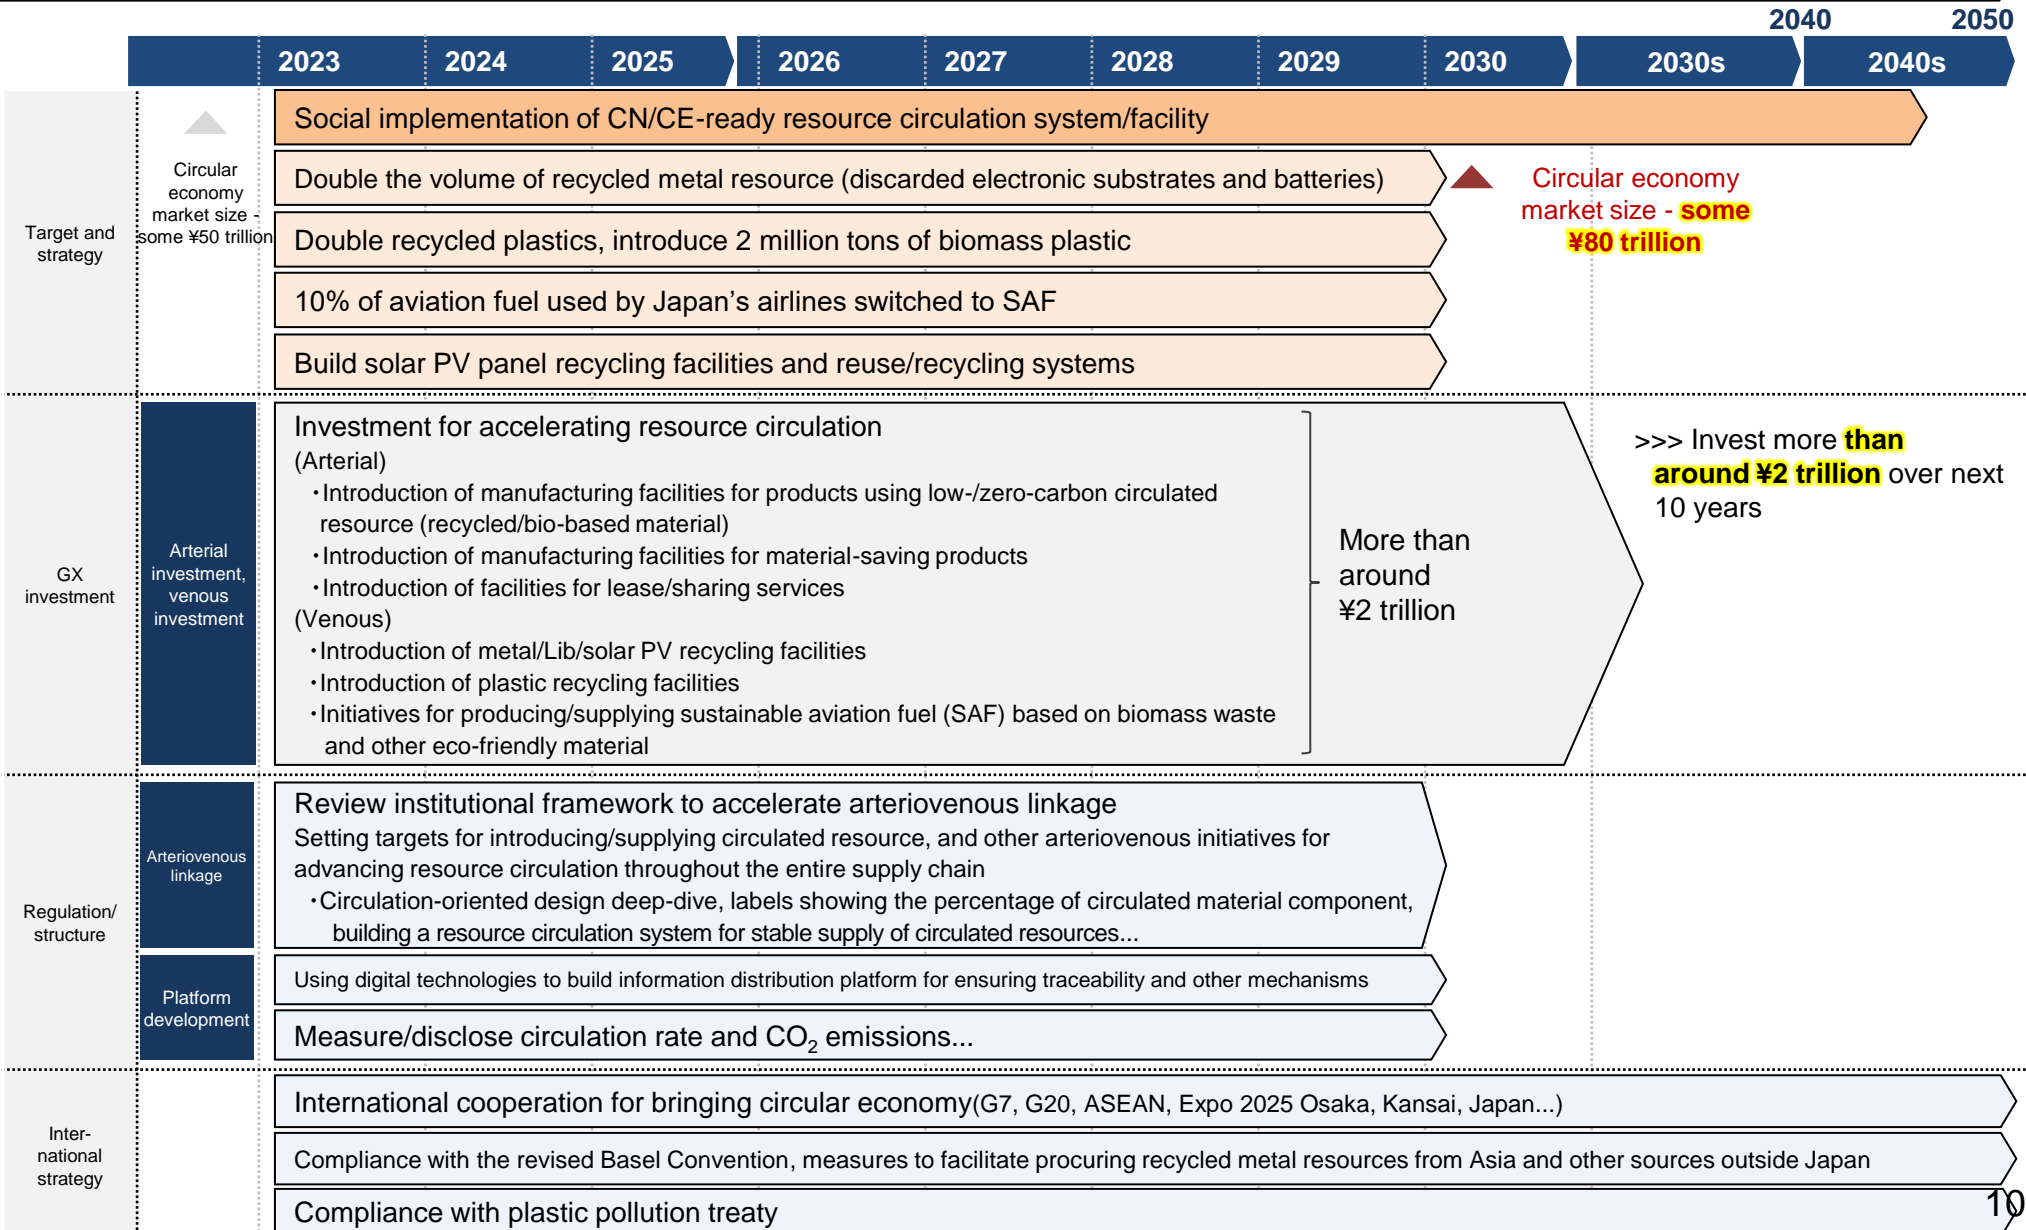 2040 2050
2023 2024 2025 2026 2027 2028 2029 2030 2030s 2040s
Target and
strategy
Circular
economy
market size -
some ¥50 trillion
Social implementation of CN/CE-ready resource circulation system/facility
Double the volume of recycled metal resource (discarded electronic substrates and batteries)
Double recycled plastics, introduce 2 million tons of biomass plastic
10% of aviation fuel used by Japan’s airlines switched to SAF
Build solar PV panel recycling facilities and reuse/recycling systems
Circular economy
market size - some
¥80 trillion
GX
investment
Arterial
investment,
venous
investment
Investment for accelerating resource circulation
(Arterial)
・Introduction of manufacturing facilities for products using low-/zero-carbon circulated
resource (recycled/bio-based material)
・Introduction of manufacturing facilities for material-saving products
・Introduction of facilities for lease/sharing services
(Venous)
・Introduction of metal/Lib/solar PV recycling facilities
・Introduction of plastic recycling facilities
・Initiatives for producing/supplying sustainable aviation fuel (SAF) based on biomass waste
and other eco-friendly material
More than
around
¥2 trillion
>>> Invest more than
around ¥2 trillion over next
10 years
Regulation/
structure
Arteriovenous
linkage
Review institutional framework to accelerate arteriovenous linkage
Setting targets for introducing/supplying circulated resource, and other arteriovenous initiatives for
advancing resource circulation throughout the entire supply chain
・Circulation-oriented design deep-dive, labels showing the percentage of circulated material component,
building a resource circulation system for stable supply of circulated resources...
Platform
development
Using digital technologies to build information distribution platform for ensuring traceability and other mechanisms
Measure/disclose circulation rate and CO₂ emissions...
Inter-
national
strategy
International cooperation for bringing circular economy(G7, G20, ASEAN, Expo 2025 Osaka, Kansai, Japan...)
Compliance with the revised Basel Convention, measures to facilitate procuring recycled metal resources from Asia and other sources outside Japan
Compliance with plastic pollution treaty
10